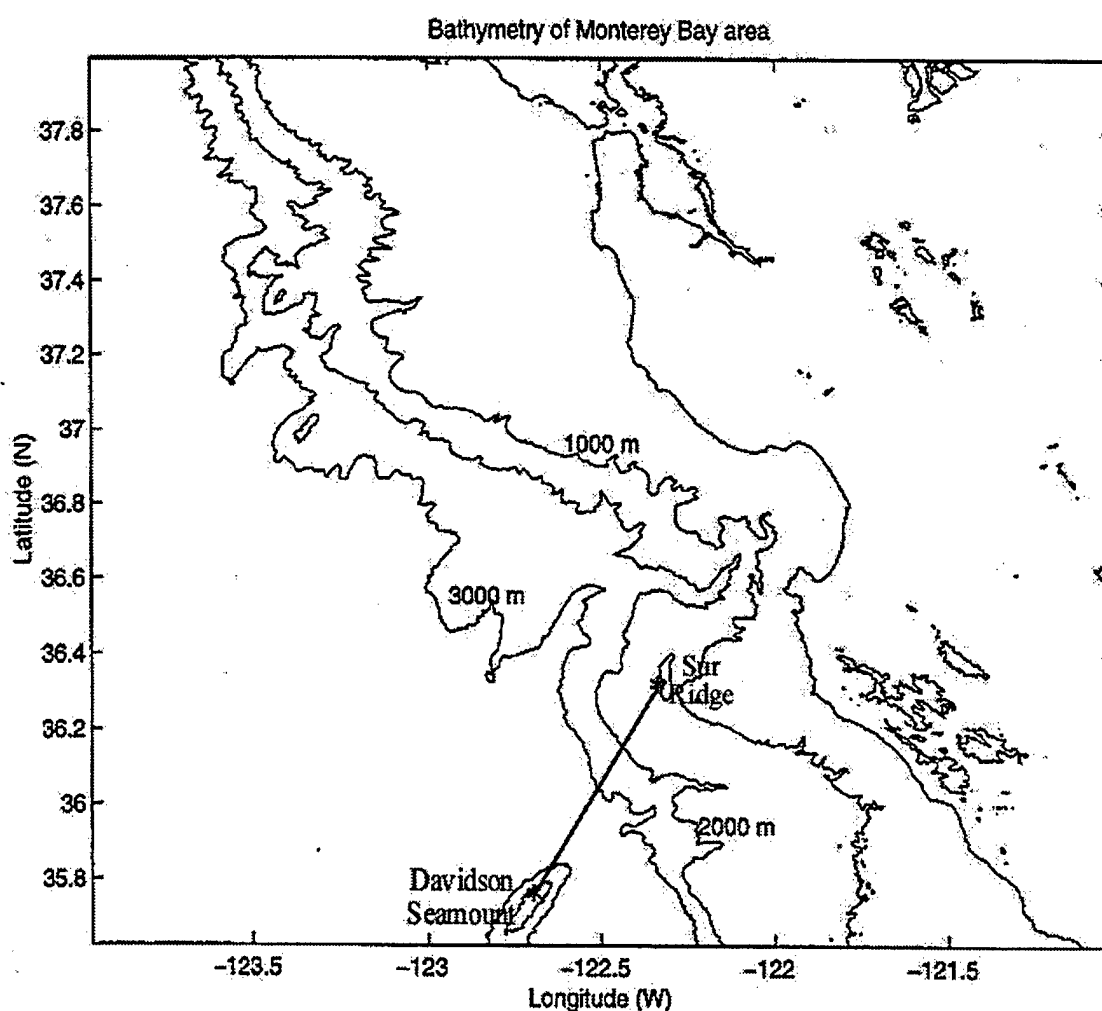 Bathymetry of Monterey Bay area
37.8
37.6
37.4
37.2
37
36.8
36.6
36.4
36.2
36
35.8
Latitude (N)
1000 m
3000 m
Sur
Ridge
2000 m
Davidson
Seamount
−123.5
−123
−122.5
−122
−121.5
Longitude (W)